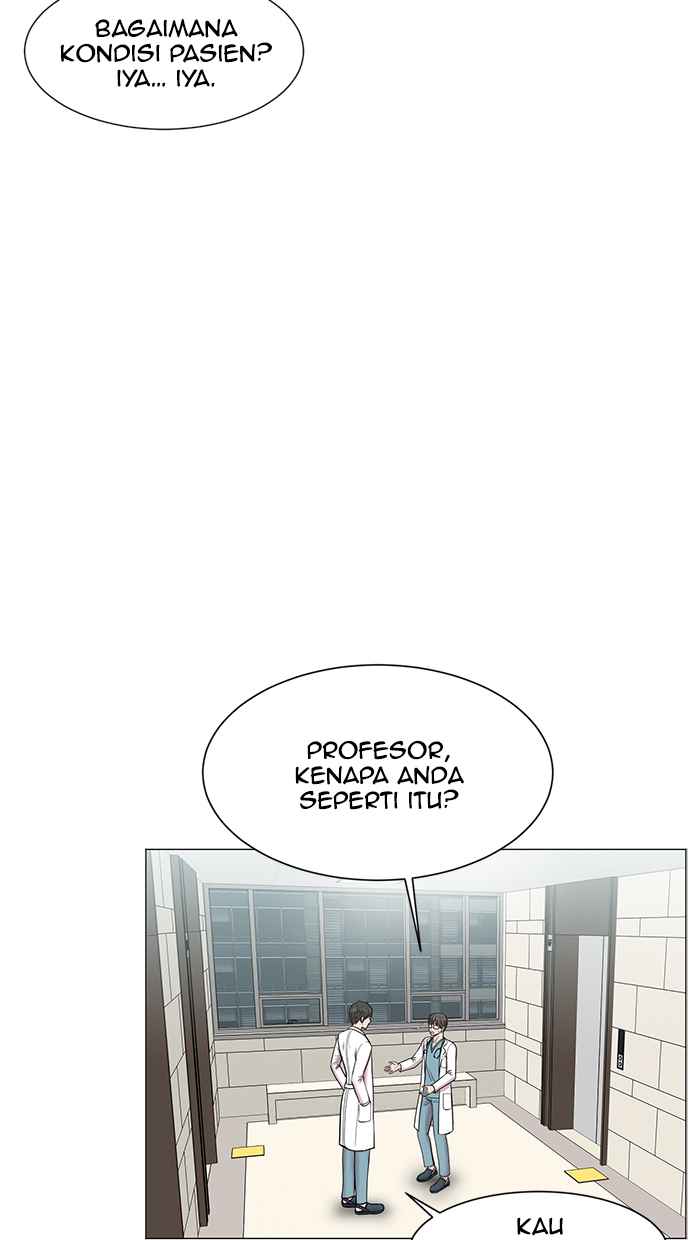 BAGAIMANA
KONDISI PASIEN?
IYA... IYA.
PROFESOR,
KENAPA ANDA
SEPERTI ITU?
KAU